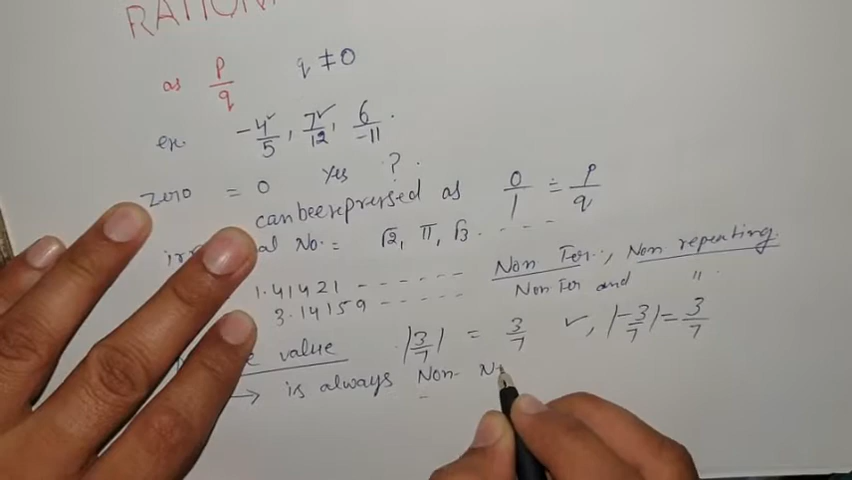 RATION
as p/q q ≠ 0
ex. -4/5, 7/12, 6/-11.
zero = 0 Yes ?.
can be repressed as 0/1 = p/q
irr al No. = √2, π, √3. - - - -
1.41421 - - - - - - - Non Ter., Non repeating.
3.14159 - - - - - - Non Ter and "
e value |3/7| = 3/7 ✓, |-3/7| = 3/7
→ is always Non- N